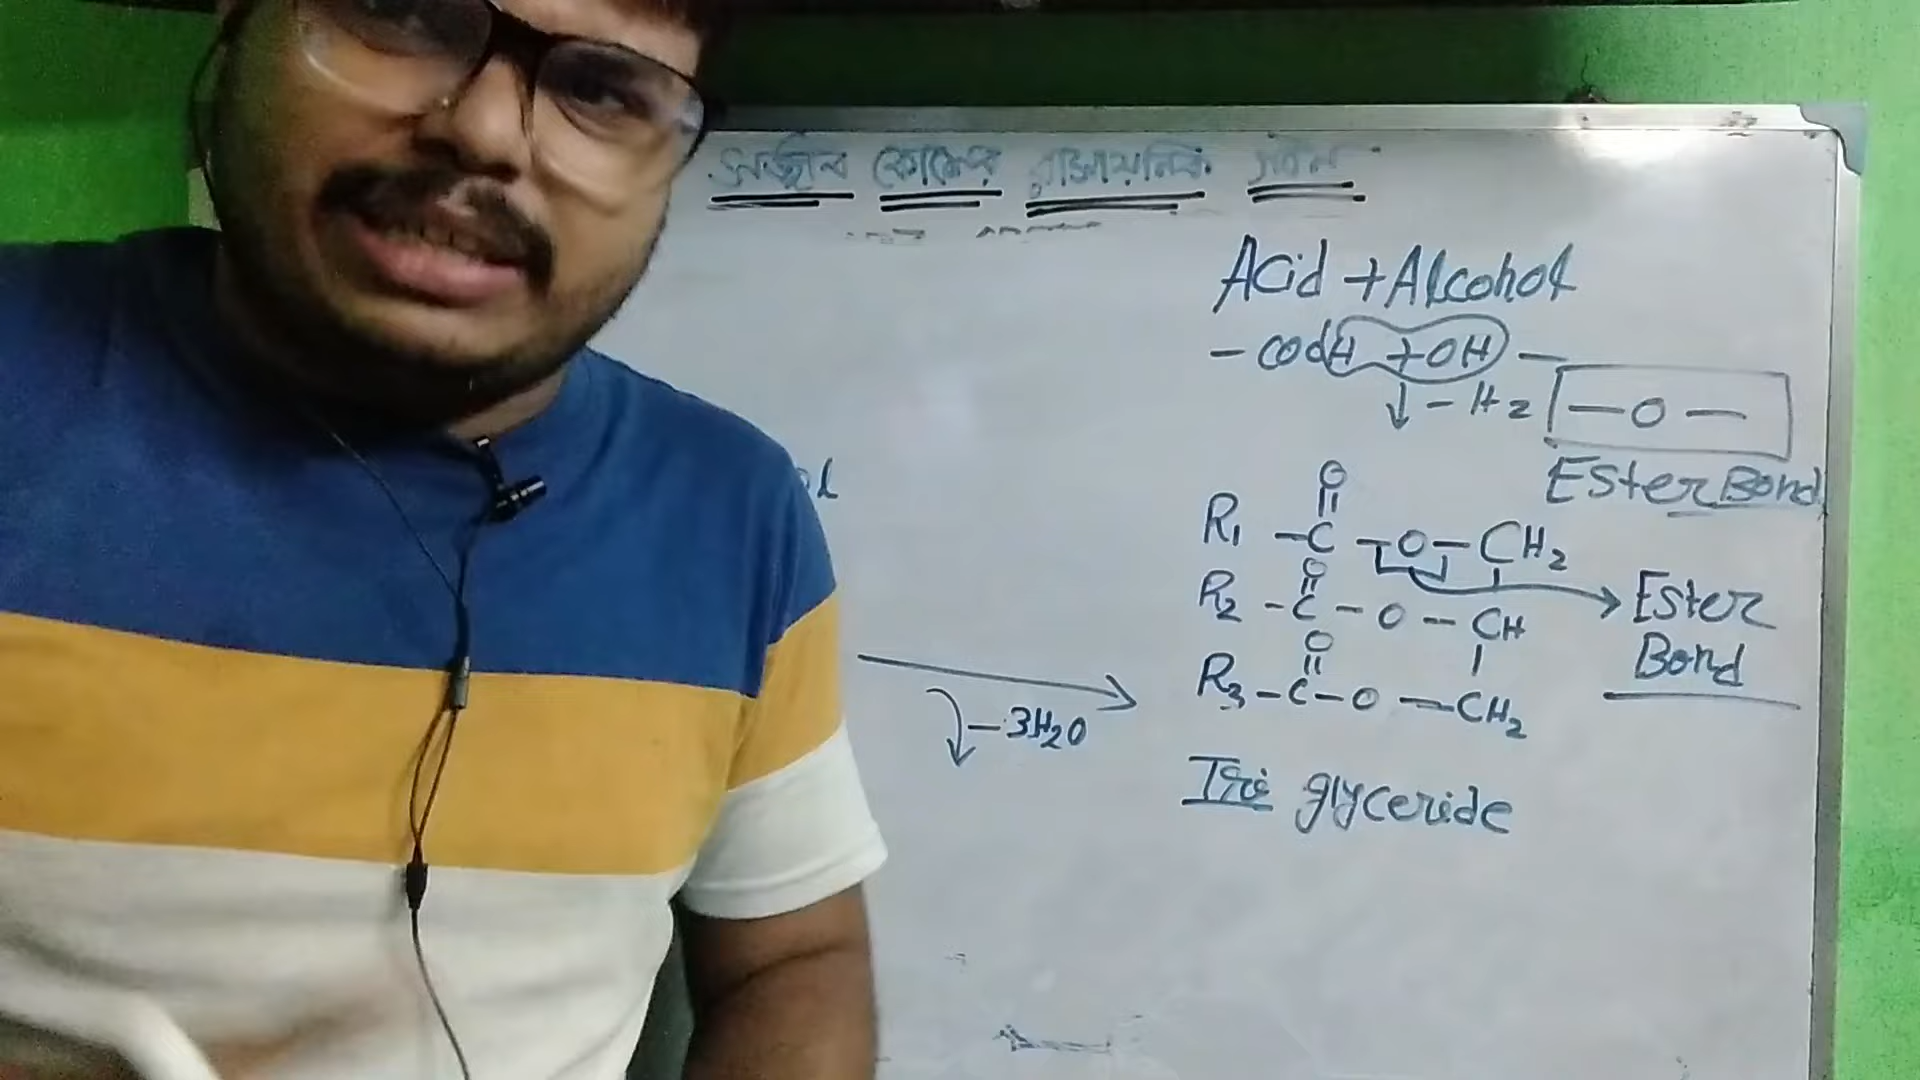 সজীব কোষের রাসায়নিক গঠন
Acid + Alcohol
- COOH + OH -
↓ - H2 - O -
Ester Bond
O
R1 - C - O - CH2
O
R2 - C - O - CH
Ester Bond
O
R3 - C - O - CH2
- 3H2O
Tri glyceride